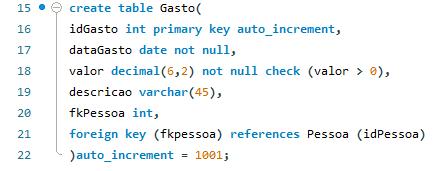 15 create table Gasto(
16 idGasto int primary key auto_increment,
17 dataGasto date not null,
18 valor decimal(6,2) not null check (valor > 0),
19 descricao varchar(45),
20 fkPessoa int,
21 foreign key (fkpessoa) references Pessoa (idPessoa)
22 )auto_increment = 1001;